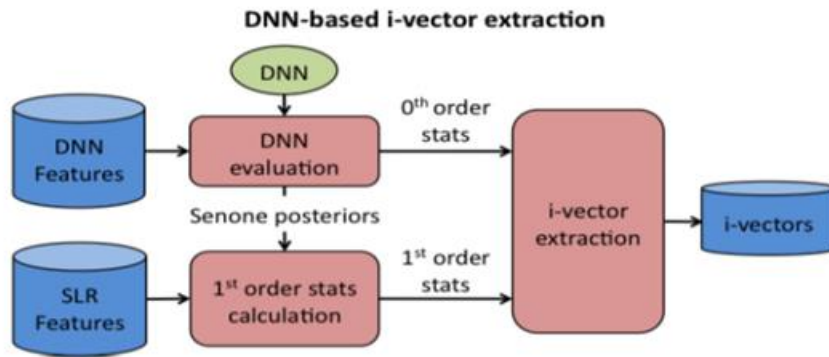 DNN-based i-vector extraction
DNN
DNN
Features
DNN
evaluation
0th order
stats
Senone posteriors
i-vector
extraction
i-vectors
SLR
Features
1st order stats
calculation
1st order
stats